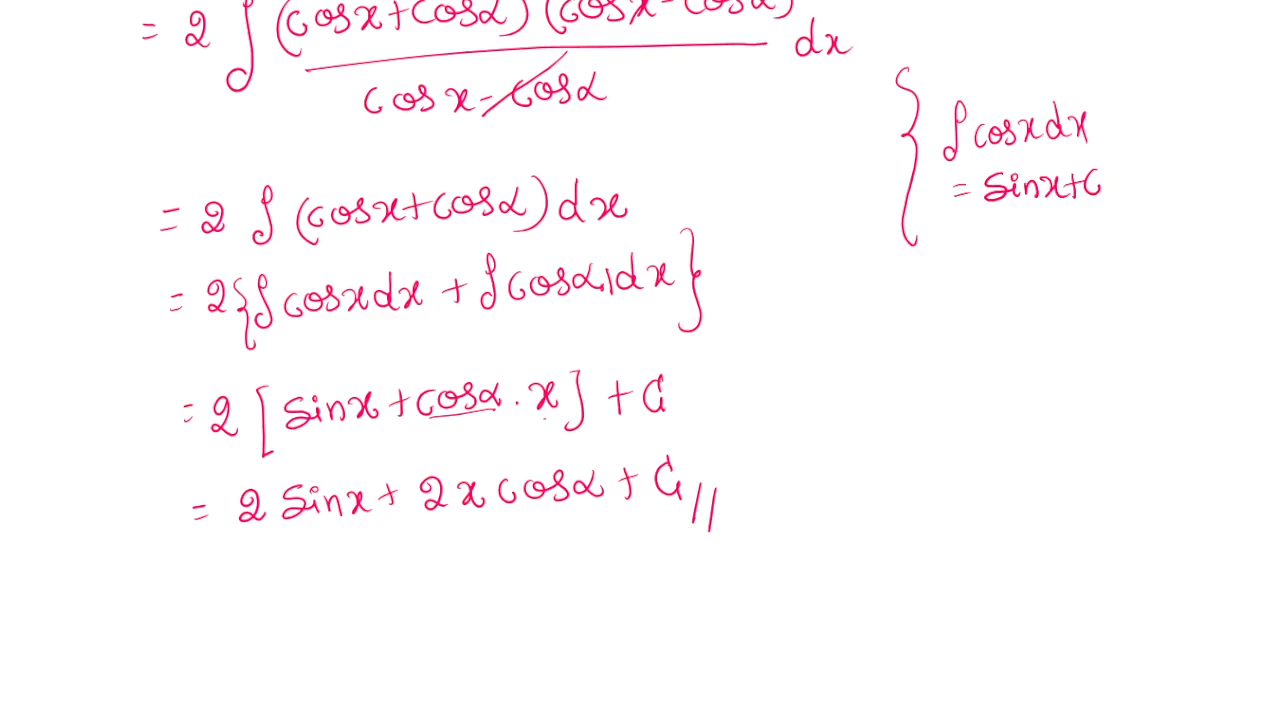 = 2 ∫ (cosx+cosα) (cosx-cosα) dx
cosx-cosα
∫cosxdx
= sinx+C
= 2 ∫ (cosx+cosα) dx
= 2{∫cosxdx + ∫cosα.1dx}
= 2 [sinx+cosα . x] + C
= 2 sinx + 2x cosα + C //